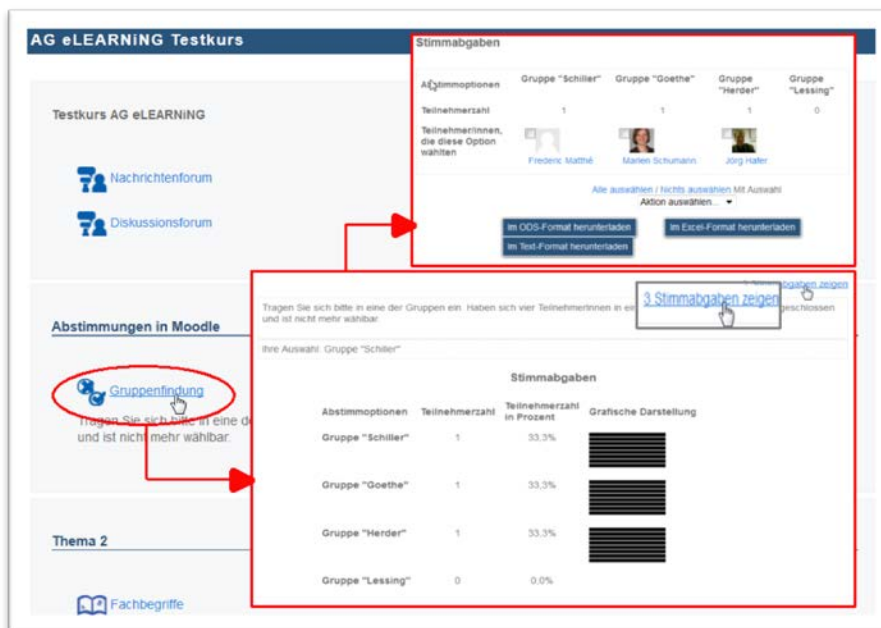 AG eLEARNiNG Testkurs
Testkurs AG eLEARNiNG
Nachrichtenforum
Diskussionsforum
Abstimmungen in Moodle
Gruppenfindung
Tragen Sie sich bitte in eine d
und ist nicht mehr wählbar.
Thema 2
Fachbegriffe
Stimmabgaben
Abstimmoptionen Gruppe "Schiller" Gruppe "Goethe" Gruppe "Herder" Gruppe "Lessing"
Teilnehmerzahl 1 1 1 0
Teilnehmer/innen,
die diese Option
wählten
Frederic Matthé Marlen Schumann Jörg Hafer
Alle auswählen / Nichts auswählen Mit Auswahl
Aktion auswählen...
Im ODS-Format herunterladen Im Excel-Format herunterladen
Im Text-Format herunterladen
Stimmabgaben zeigen
3 Stimmabgaben zeigen
Tragen Sie sich bitte in eine der Gruppen ein. Haben sich vier TeilnehmerInnen in ei geschlossen
und ist nicht mehr wählbar.
Ihre Auswahl: Gruppe "Schiller"
Stimmabgaben
Abstimmoptionen Teilnehmerzahl Teilnehmerzahl in Prozent Grafische Darstellung
Gruppe "Schiller" 1 33,3%
Gruppe "Goethe" 1 33,3%
Gruppe "Herder" 1 33,3%
Gruppe "Lessing" 0 0,0%